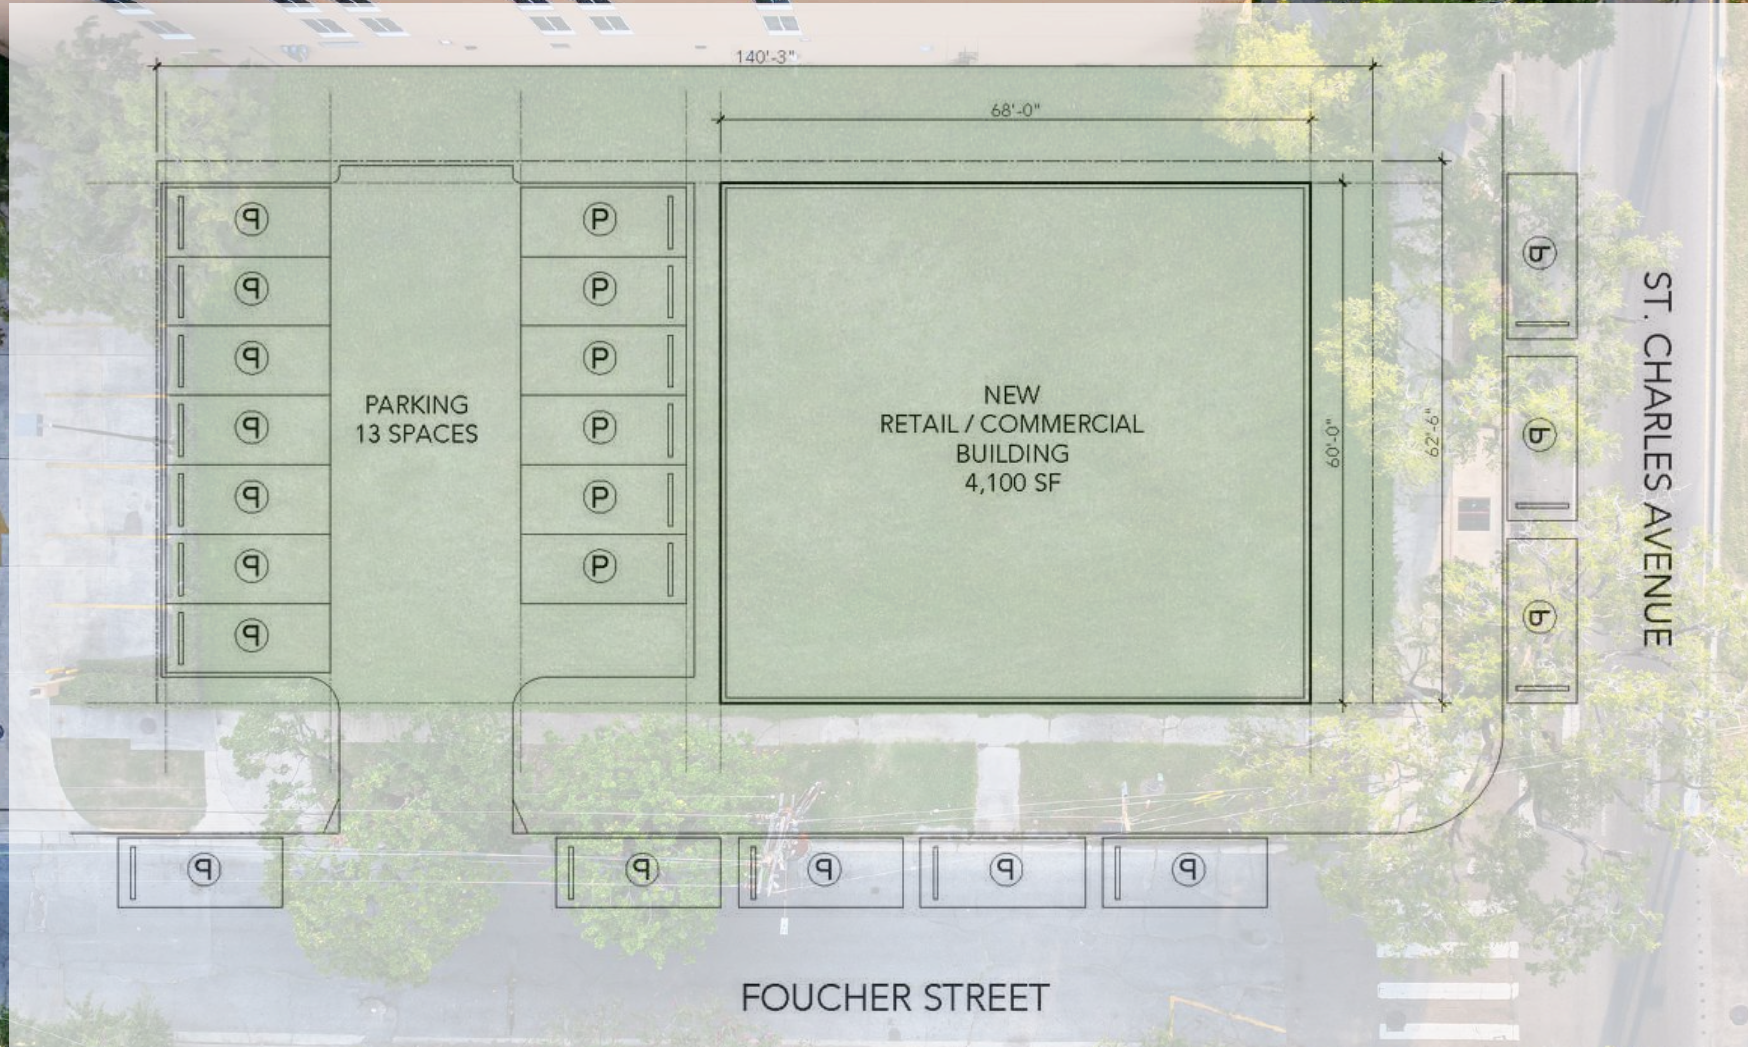 140'-3"
68'-0"
P
P
P
P
P
P
P
P
P
P
P
P
P
PARKING
13 SPACES
NEW
RETAIL / COMMERCIAL
BUILDING
4,100 SF
60'-0"
62'-6"
P
P
P
ST. CHARLES AVENUE
P
P
P
P
P
FOUCHER STREET